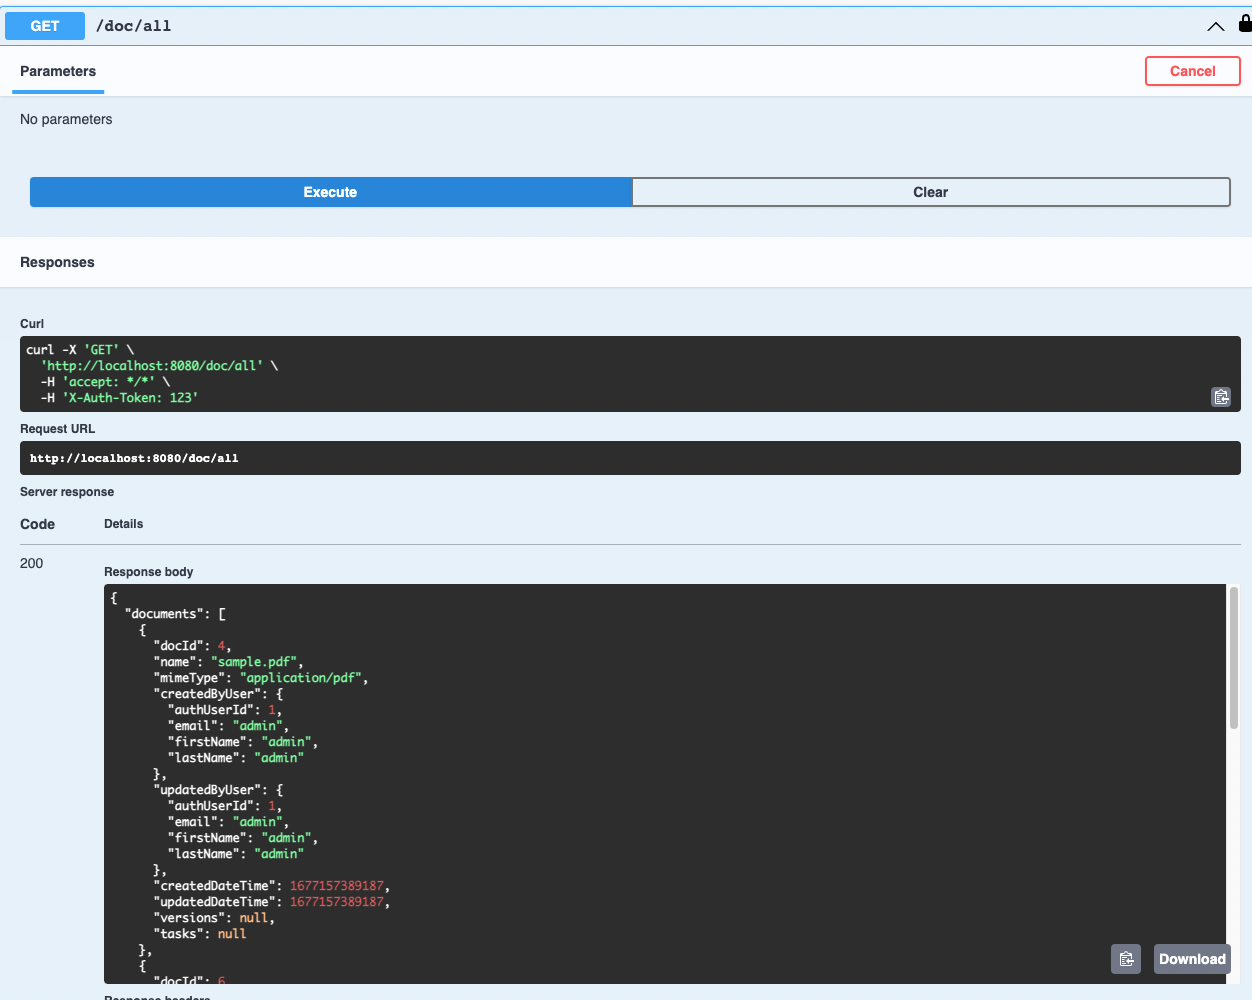 GET /doc/all
Parameters
Cancel
No parameters
Execute
Clear
Responses
Curl
curl -X 'GET' \
  'http://localhost:8080/doc/all' \
  -H 'accept: */*' \
  -H 'X-Auth-Token: 123'
Request URL
http://localhost:8080/doc/all
Server response
Code Details
200
Response body
{
  "documents": [
    {
      "docId": 4,
      "name": "sample.pdf",
      "mimeType": "application/pdf",
      "createdByUser": {
        "authUserId": 1,
        "email": "admin",
        "firstName": "admin",
        "lastName": "admin"
      },
      "updatedByUser": {
        "authUserId": 1,
        "email": "admin",
        "firstName": "admin",
        "lastName": "admin"
      },
      "createdDateTime": 1677157389187,
      "updatedDateTime": 1677157389187,
      "versions": null,
      "tasks": null
    },
    {
      "docId": 6,
Download
Response headers